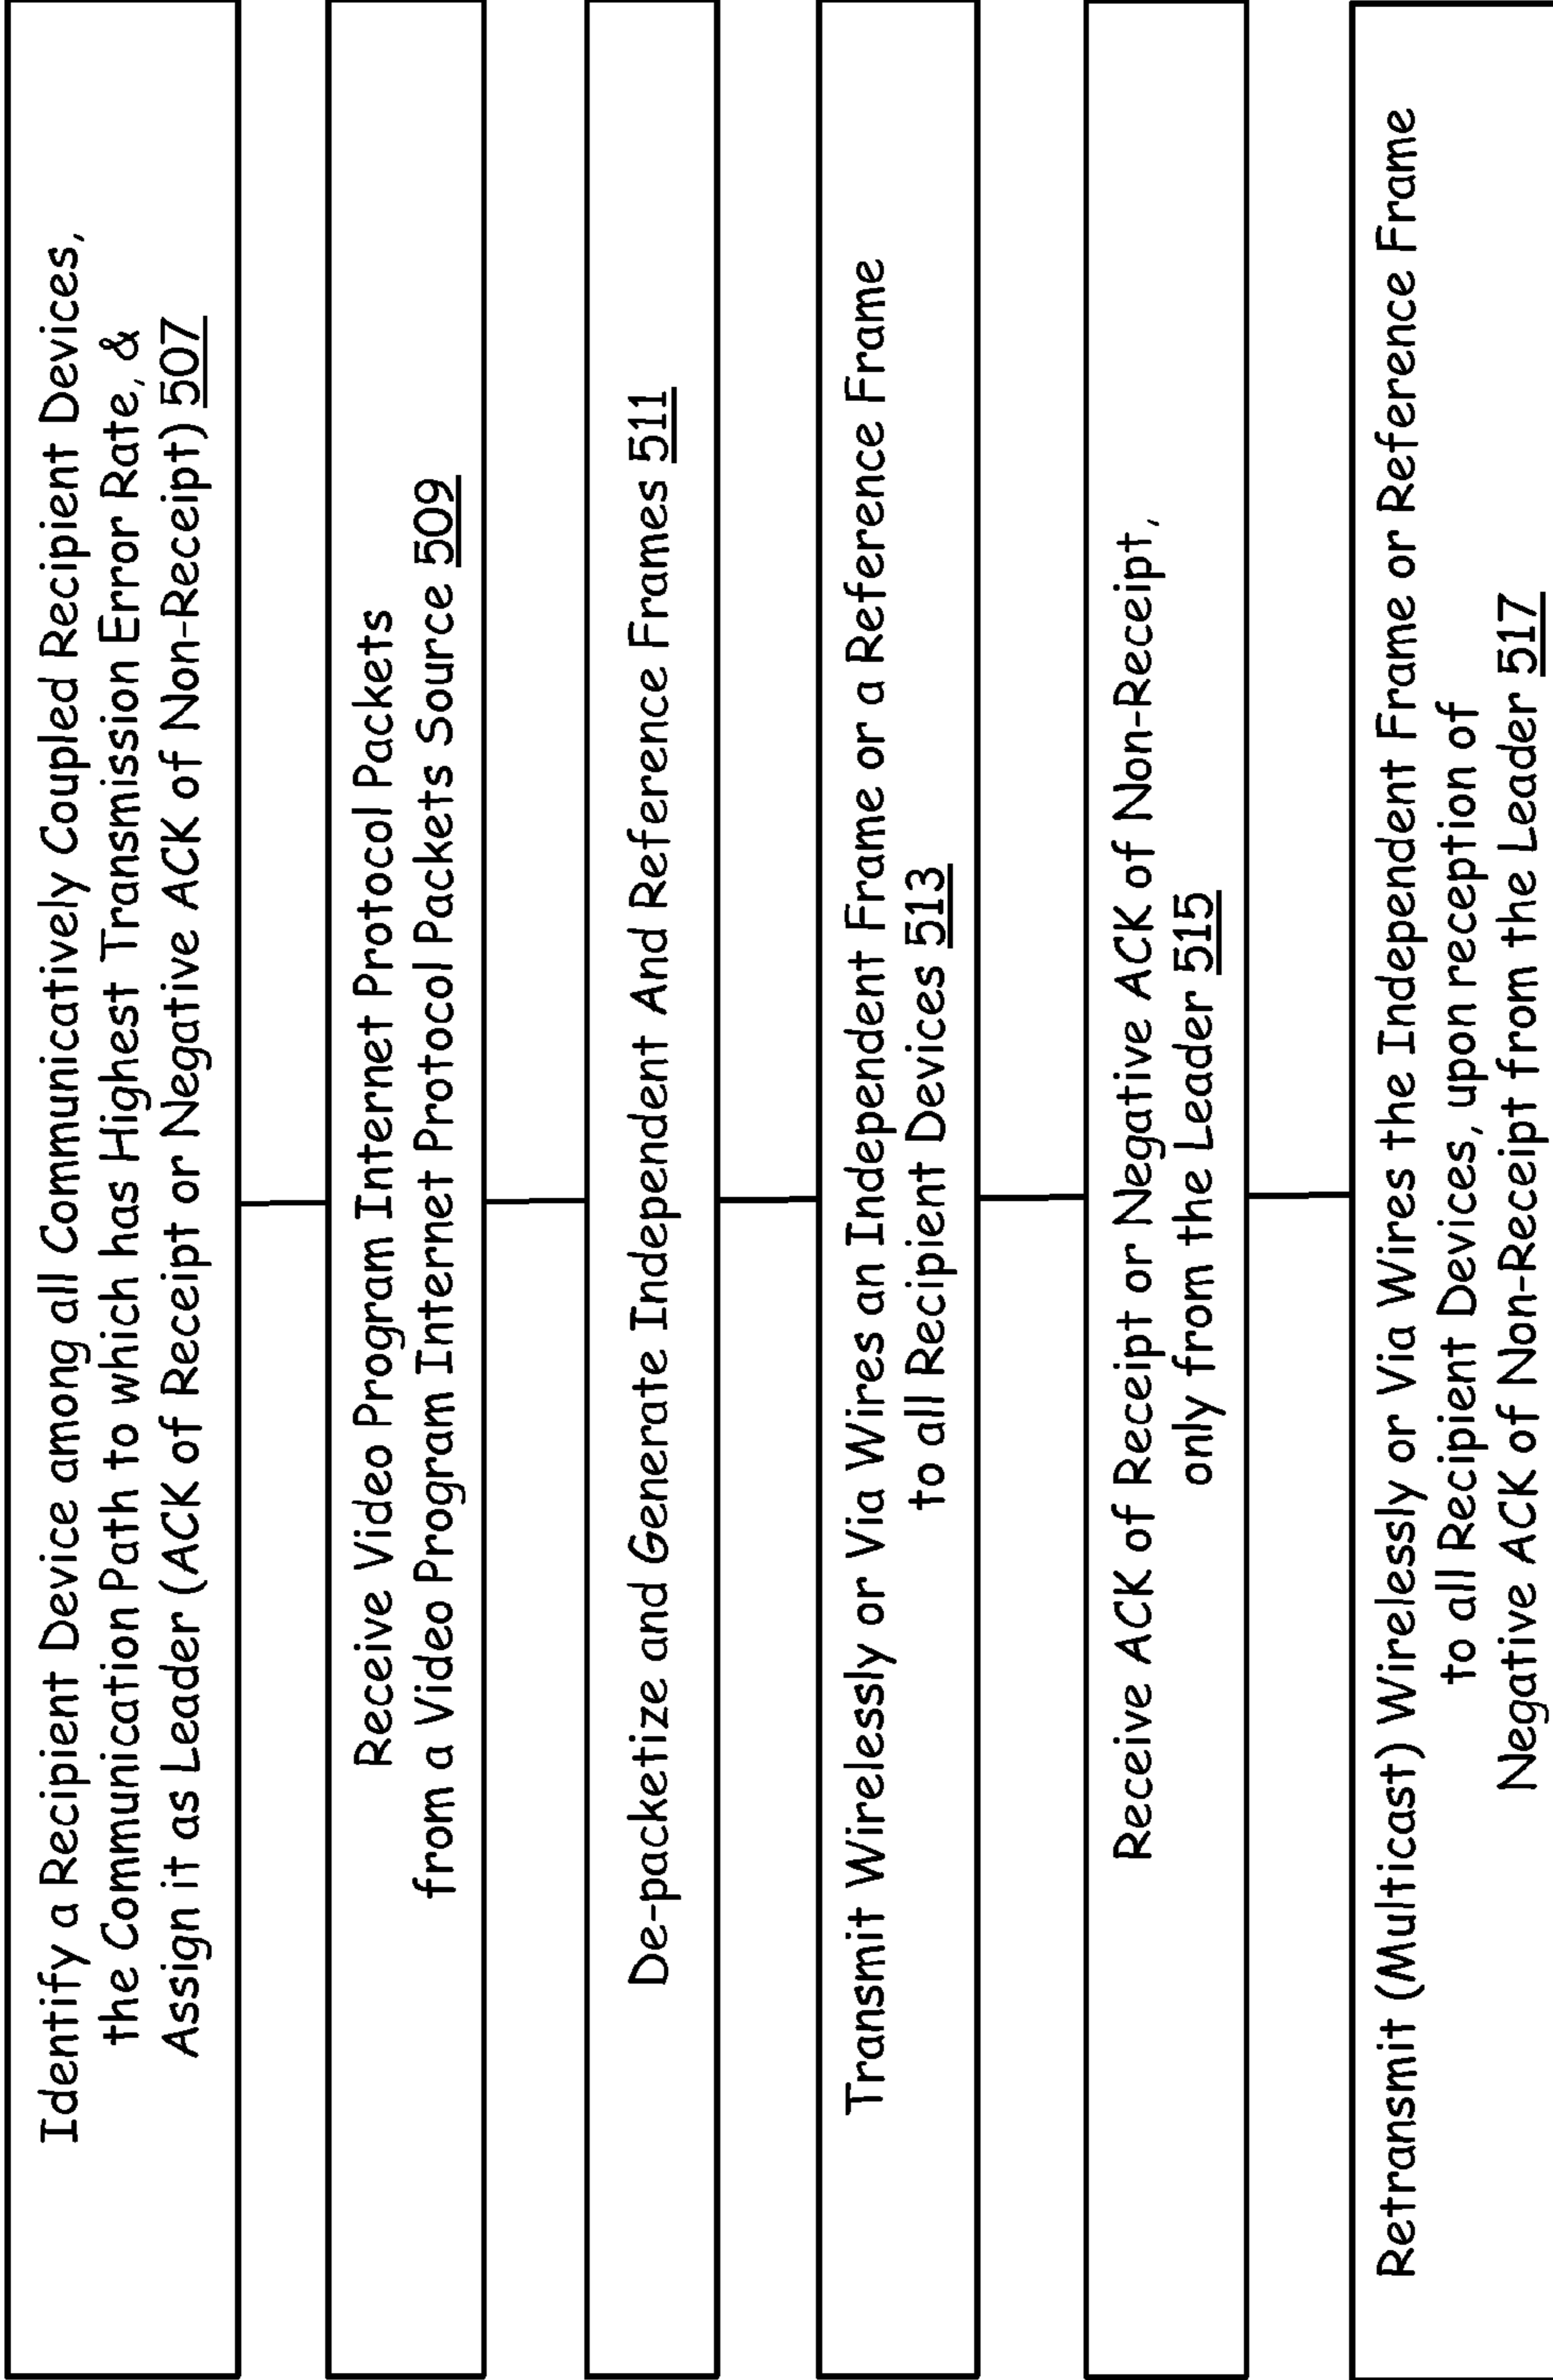 Identify a Recipient Device among all Communicatively Coupled Recipient Devices,
the Communication Path to which has Highest Transmission Error Rate, &
Assign it as Leader (ACK of Receipt or Negative ACK of Non-Receipt) 507
Receive Video Program Internet Protocol Packets
from a Video Program Internet Protocol Packets Source 509
De-packetize and Generate Independent And Reference Frames 511
Transmit Wirelessly or Via Wires an Independent Frame or a Reference Frame
to all Recipient Devices 513
Receive ACK of Receipt or Negative ACK of Non-Receipt,
only from the Leader 515
Retransmit (Multicast) Wirelessly or Via Wires the Independent Frame or Reference Frame
to all Recipient Devices, upon reception of
Negative ACK of Non-Receipt from the Leader 517